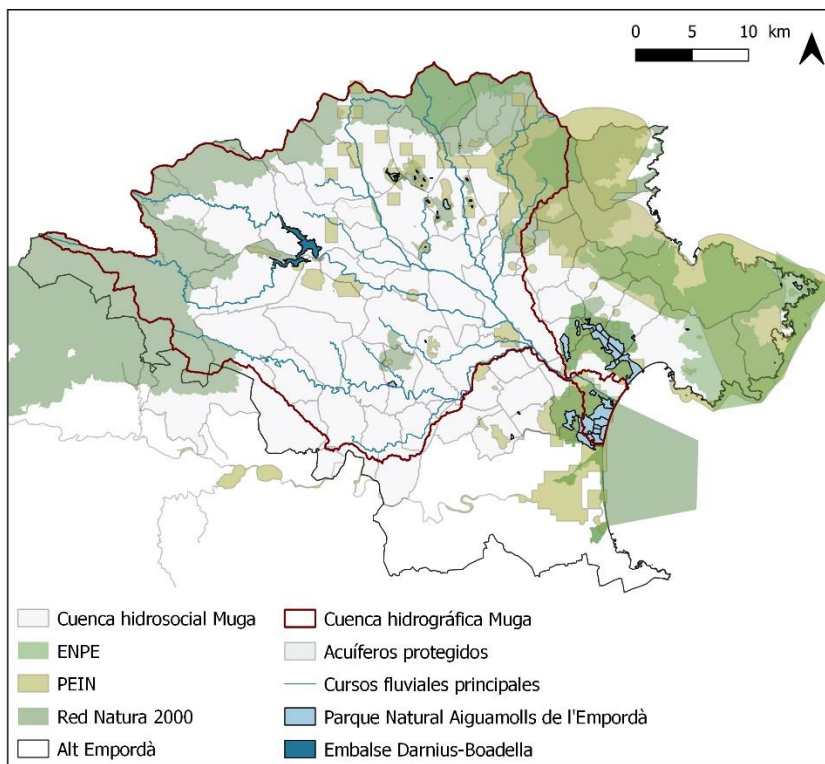 0 5 10 km
Cuenca hidrosocial Muga
ENPE
PEIN
Red Natura 2000
Alt Empordà
Cuenca hidrográfica Muga
Acuíferos protegidos
Cursos fluviales principales
Parque Natural Aiguamolls de l'Empordà
Embalse Darnius-Boadella